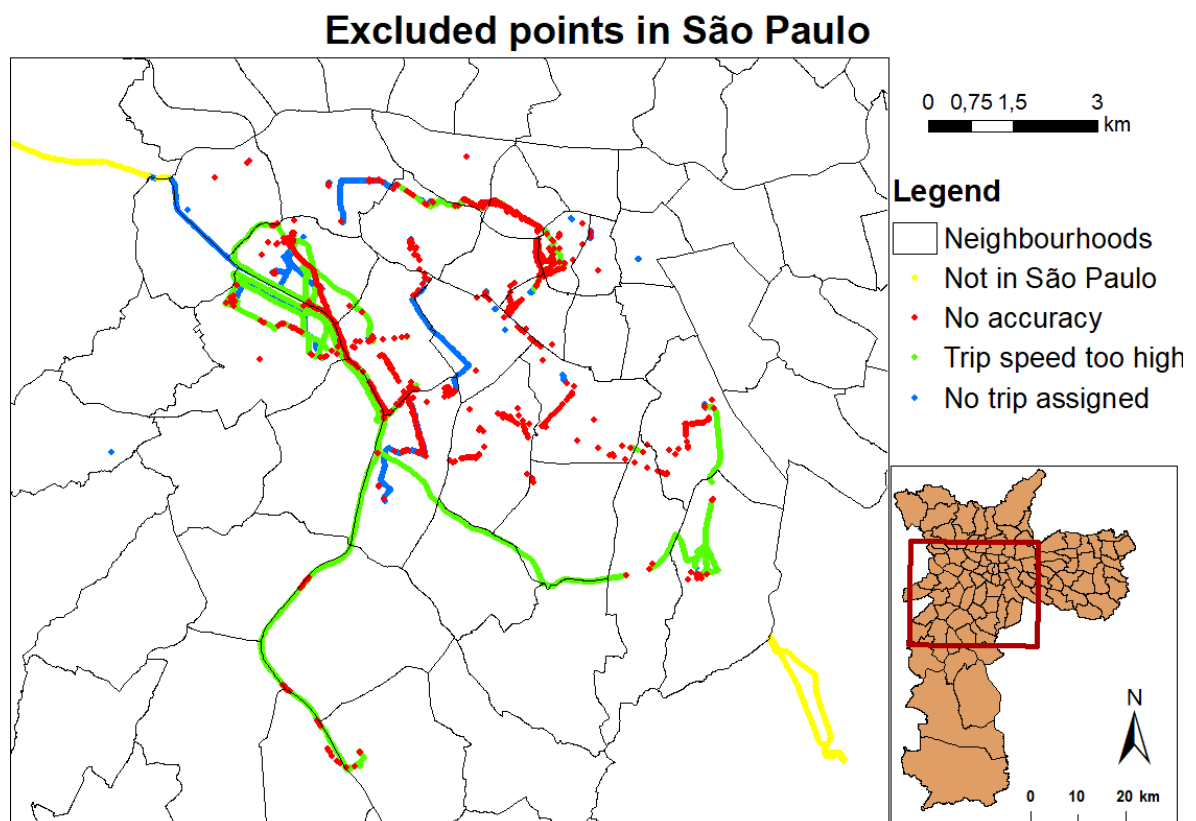 Excluded points in São Paulo
0 0,75 1,5 3
km
Legend
Neighbourhoods
Not in São Paulo
No accuracy
Trip speed too high
No trip assigned
N
0 10 20 km